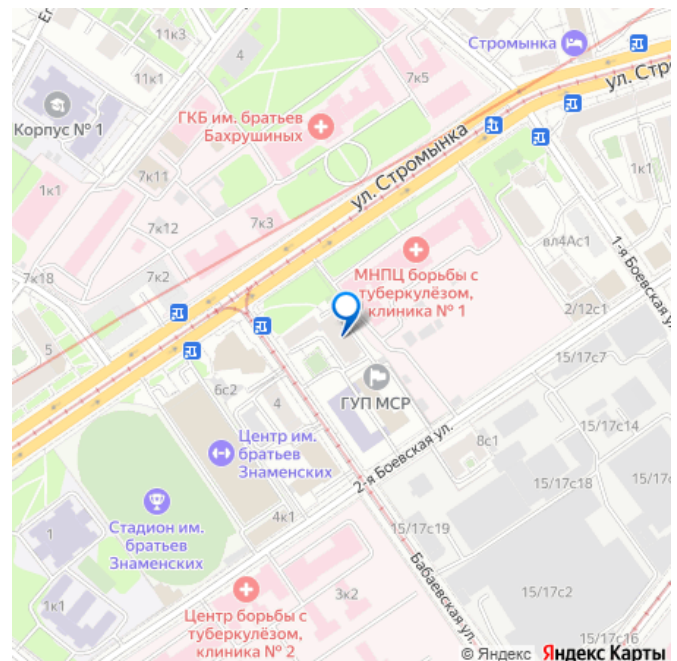 11к3
4
11к1
Стромынка
7к5
ул. Стр
ГКБ им. братьев
Бахрушиных
Корпус № 1
ул. Стромынка
7к11
1к1
1к1
7к12
7к3
вл4Ас1
1-я Боевская ул.
МНПЦ борьбы с
туберкулёзом,
клиника № 1
7к18
7к2
2/12с1
5
15/17с7
6с2
4
ГУП МСР
Центр им.
братьев
Знаменских
2-я Боевская ул.
8с1
15/17с14
15/17с18
15/17
4к1
Стадион им.
братьев
Знаменских
1
15/17с19
Бабаевская ул.
1к1
Центр борьбы с
туберкулёзом,
клиника № 2
3к2
15/17с2
15/17с16
© Яндекс Яндекс Карты